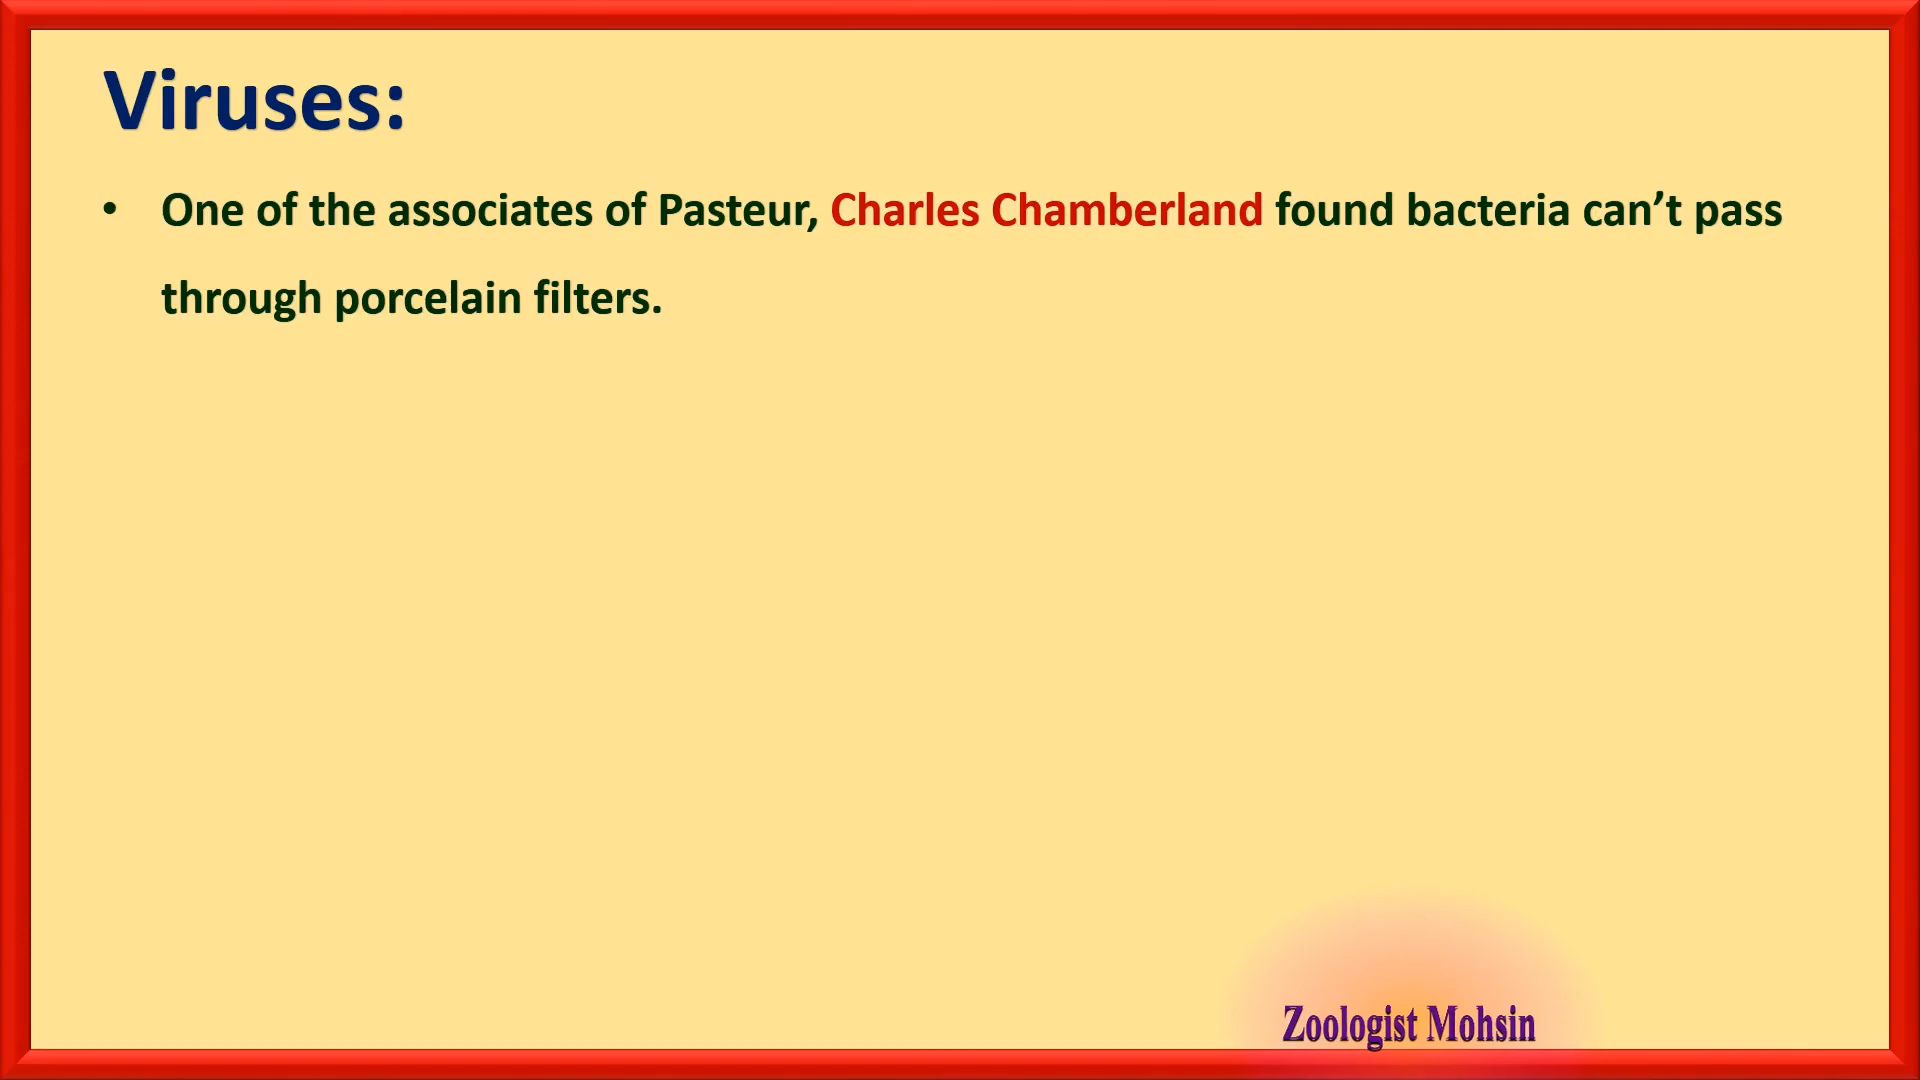 Viruses:
• One of the associates of Pasteur, Charles Chamberland found bacteria can’t pass
through porcelain filters.
Zoologist Mohsin